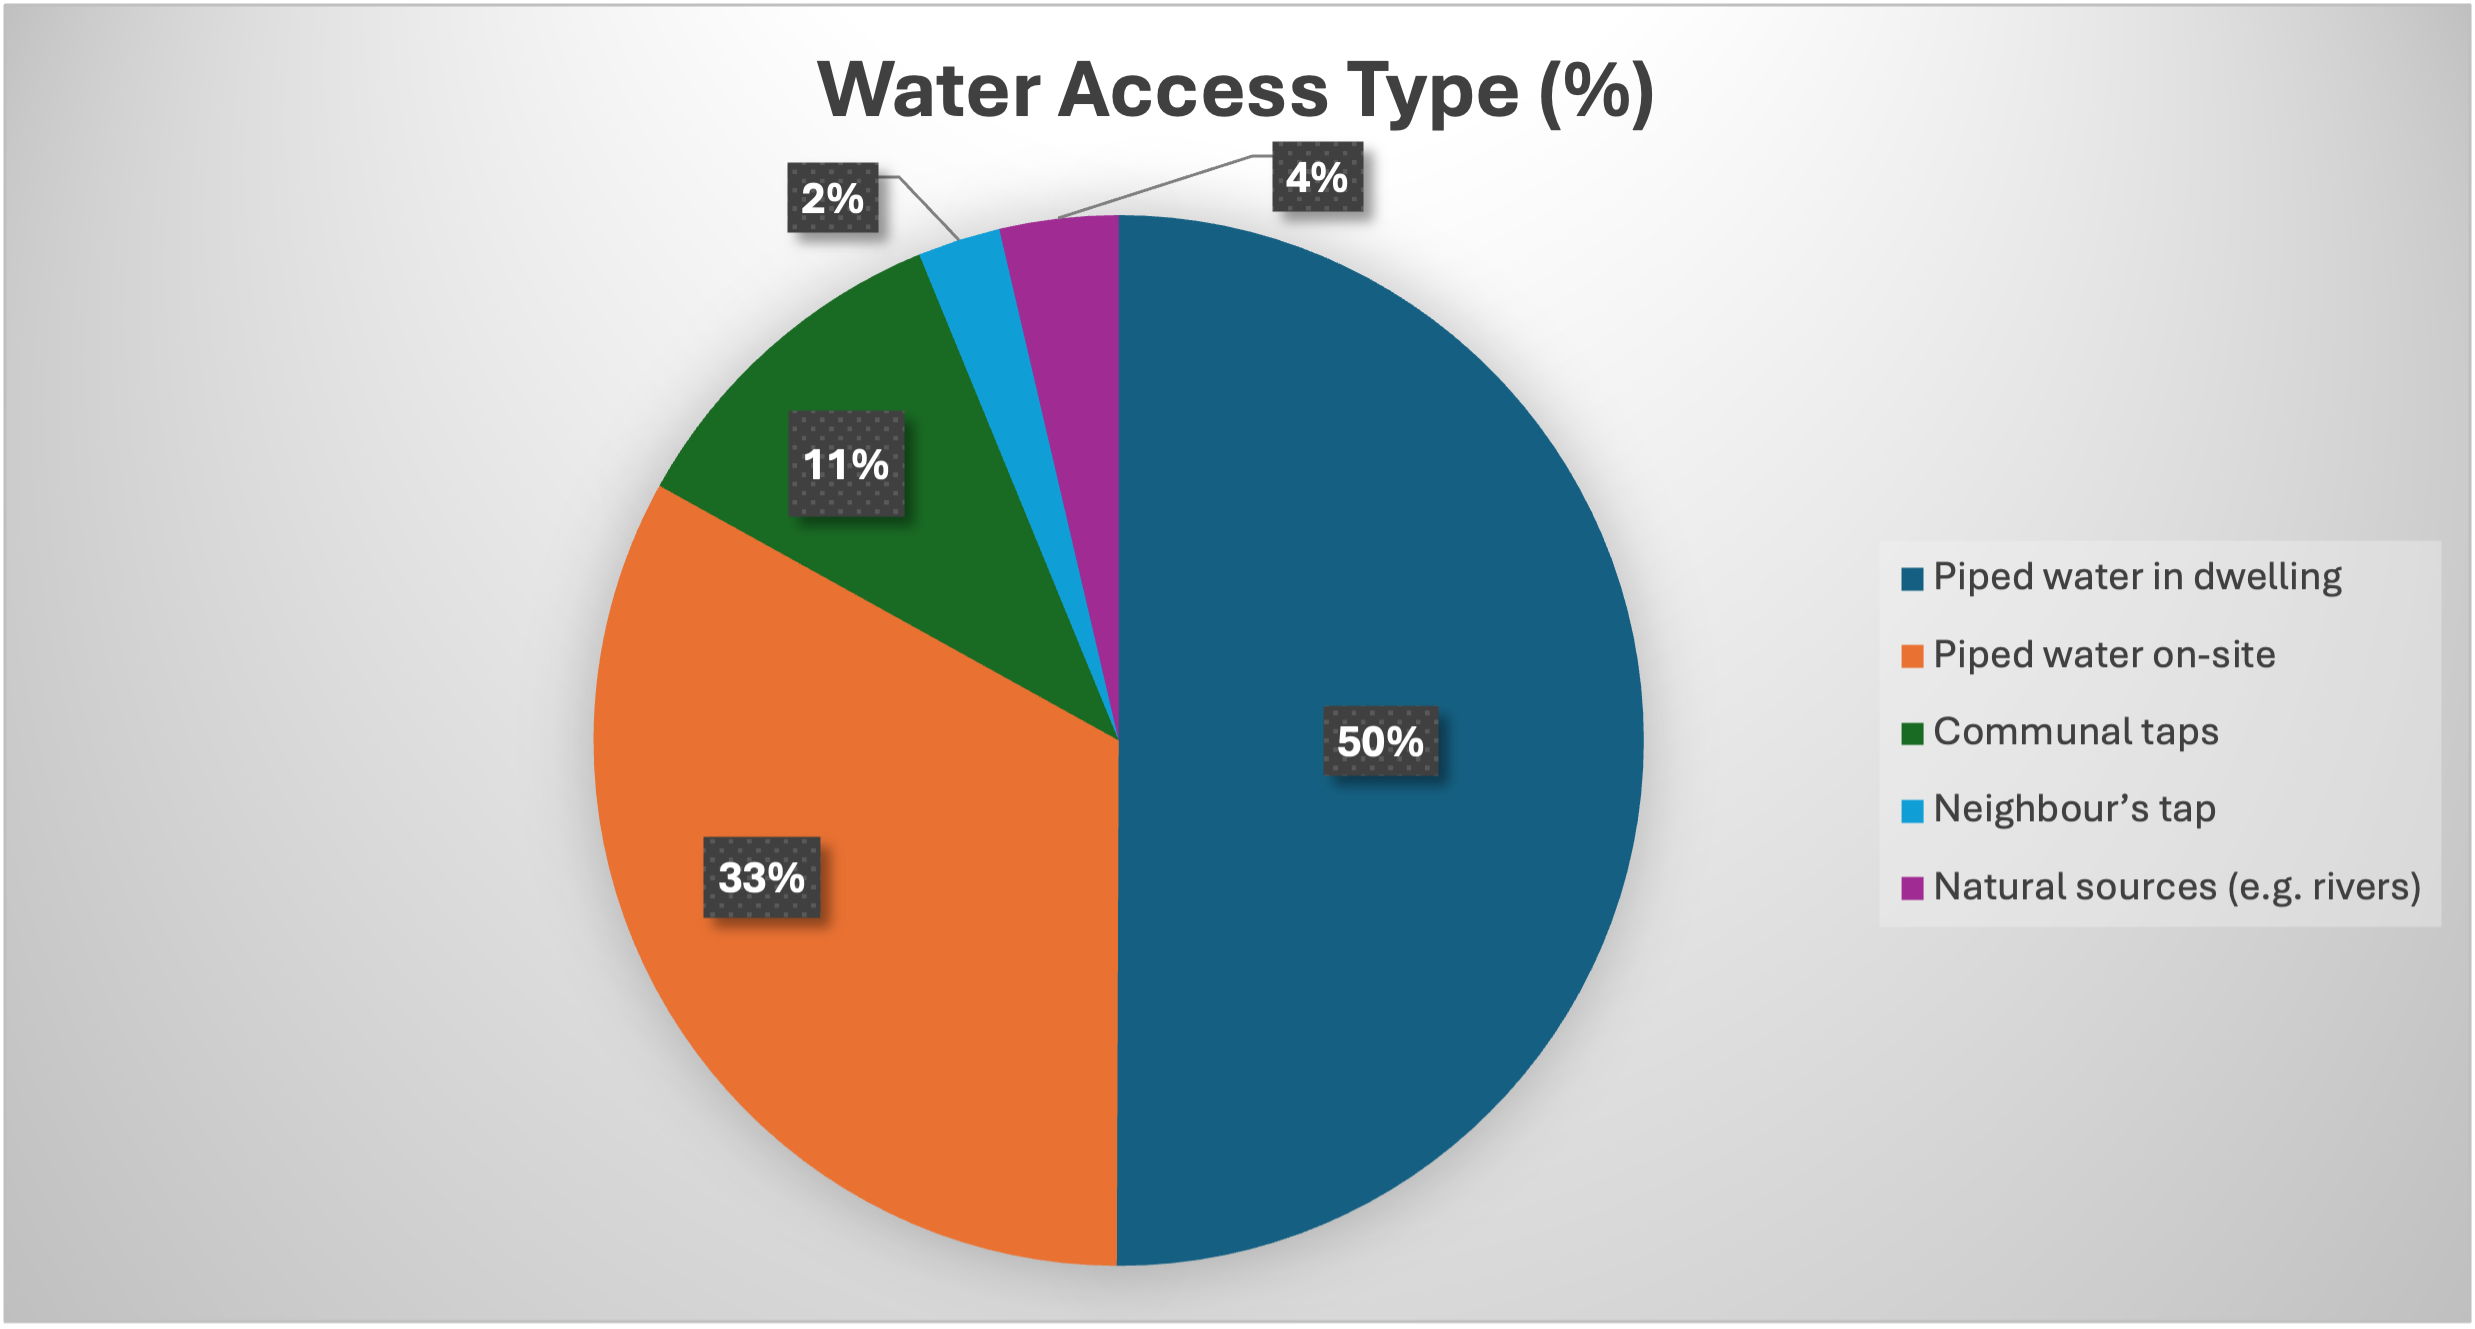 Water Access Type (%)
2%
4%
11%
50%
33%
Piped water in dwelling
Piped water on-site
Communal taps
Neighbour’s tap
Natural sources (e.g. rivers)